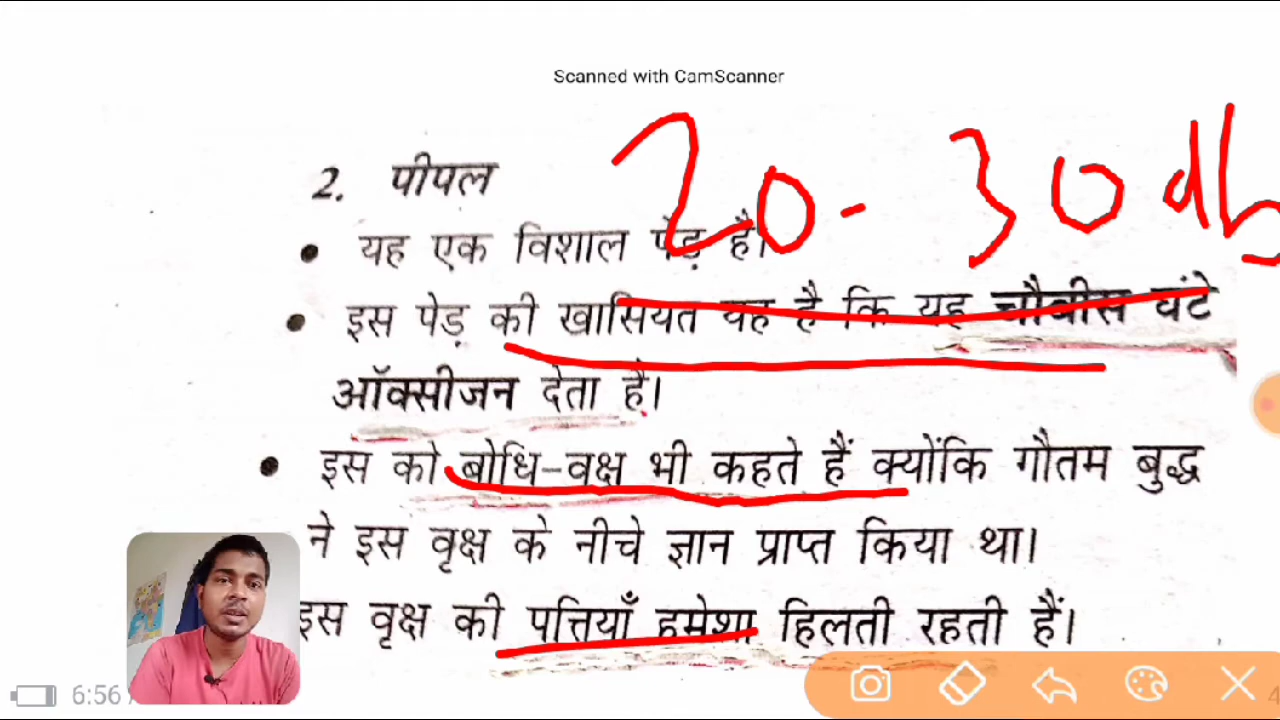 Scanned with CamScanner
20-30db
2. पीपल
• यह एक विशाल पेड़ है।
• इस पेड़ की खासियत यह है कि यह चौबीस घंटे
ऑक्सीजन देता है।
• इस को बोधि-वक्ष भी कहते हैं क्योंकि गौतम बुद्ध
ने इस वृक्ष के नीचे ज्ञान प्राप्त किया था।
इस वृक्ष की पत्तियाँ हमेशा हिलती रहती हैं।
6:56